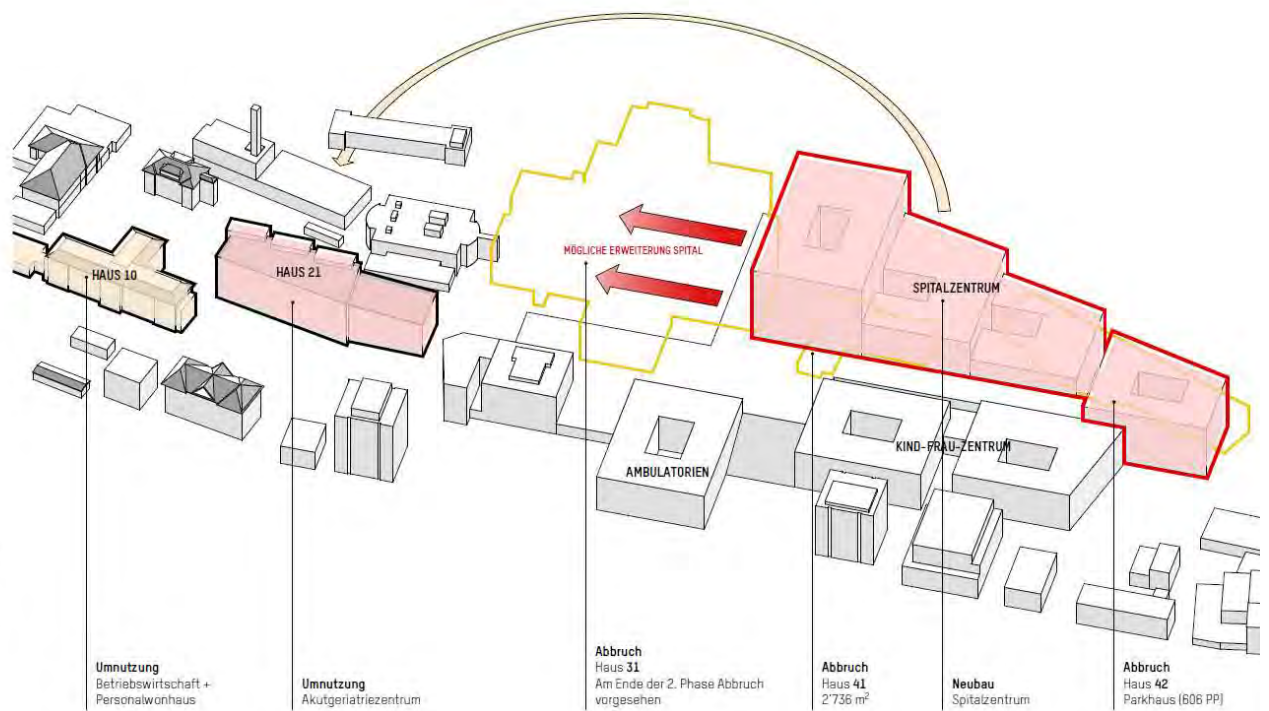 HAUS 10
HAUS 21
MÖGLICHE ERWEITERUNG SPITAL
SPITALZENTRUM
KIND-FRAU-ZENTRUM
AMBULATORIEN
Umnutzung
Betriebswirtschaft +
Personalwonhaus
Umnutzung
Akutgeriatriezentrum
Abbruch
Haus 31
Am Ende der 2. Phase Abbruch
vorgesehen
Abbruch
Haus 41
2'736 m²
Neubau
Spitalzentrum
Abbruch
Haus 42
Parkhaus (606 PP)